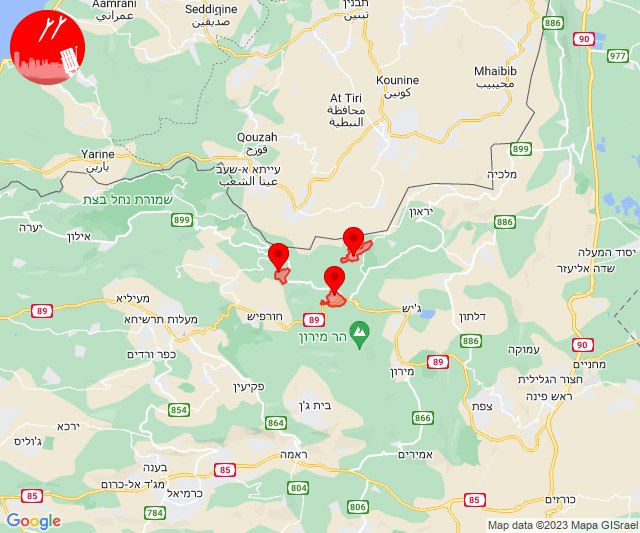 Aamrani
عمراني
Seddiqine
صديقين
תבנין
تبنين
886
90
977
Mhaibib
محيبيب
Kounine
كونين
At Tiri
محافظة
النبطية
Qouzah
قوزح
Yarine
يارين
עייתא א-שעב
عيتا الشعب
899
מלכיה
שמורת נחל בצת
899
יערה
אילון
יראון
886
יסוד המעלה
שדה אליעזר
מעיליא
89
מעלות תרשיחא
חורפיש
89
ג'יש
דלתון
886
הר מירון
כפר ורדים
90
עמוקה
מחניים
89
מירון
חצור הגלילית
ראש פינה
פקיעין
854
בית ג'ן
צפת
864
866
ירכא
ג'וליס
ראמה
אמירים
85
בענה
מג'ד אל-כרום
כרמיאל
804
85
85
806
784
כורזים
Google
Map data ©2023 Mapa GISrael